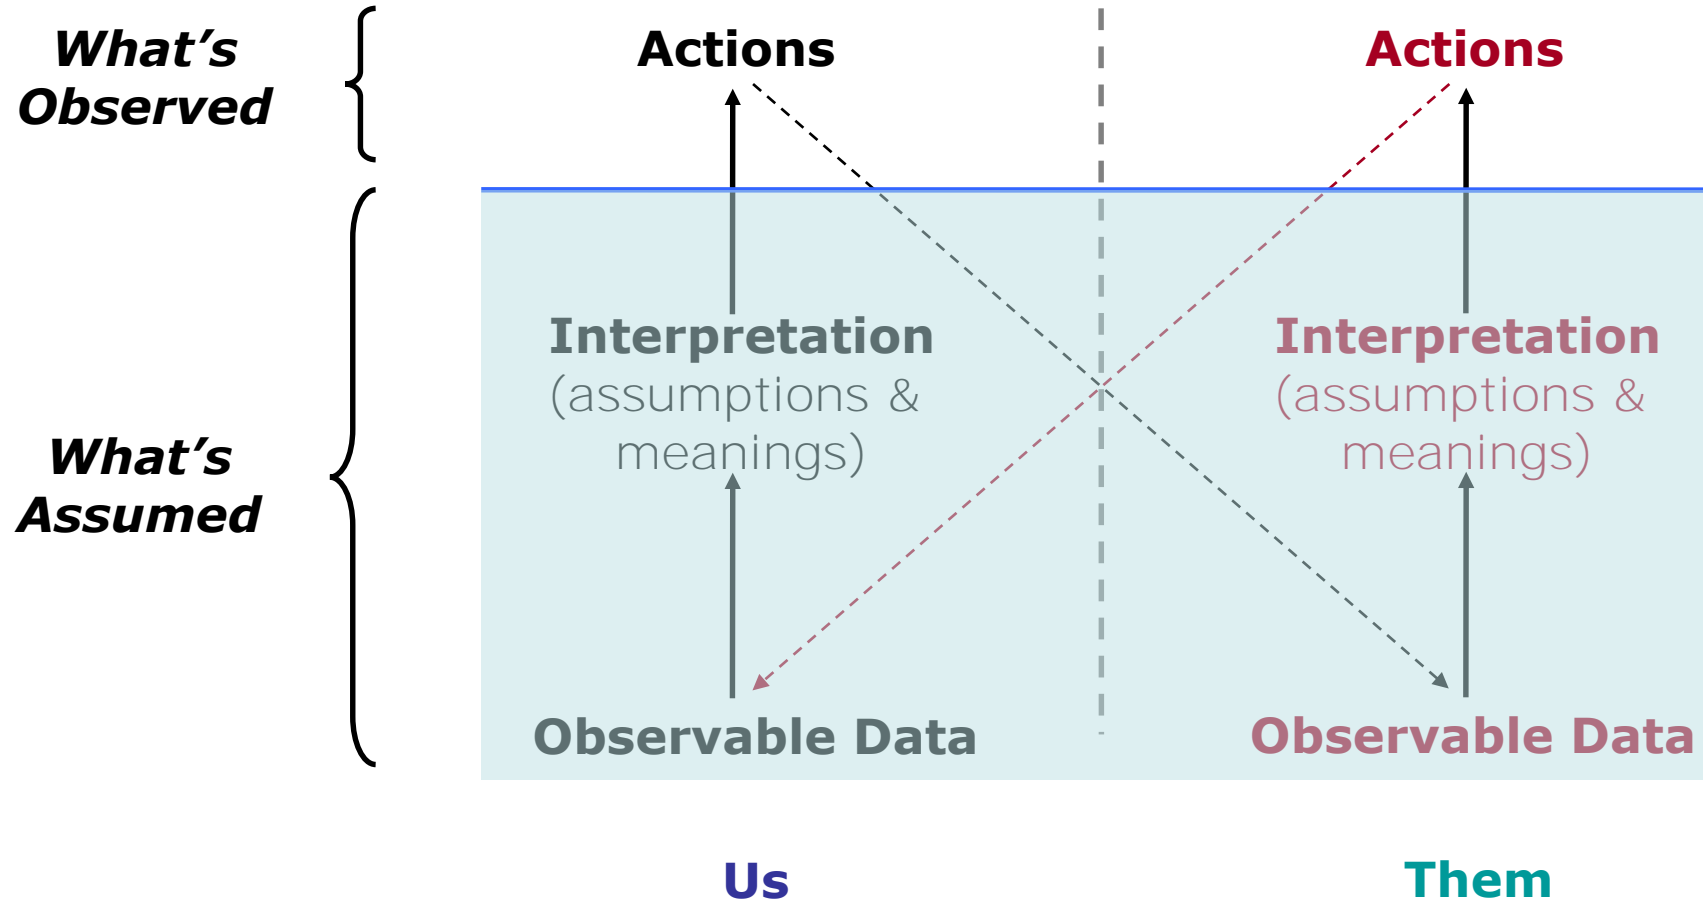 What’s
Observed
Actions
Actions
What’s
Assumed
Interpretation
(assumptions &
meanings)
Interpretation
(assumptions &
meanings)
Observable Data
Observable Data
Us
Them